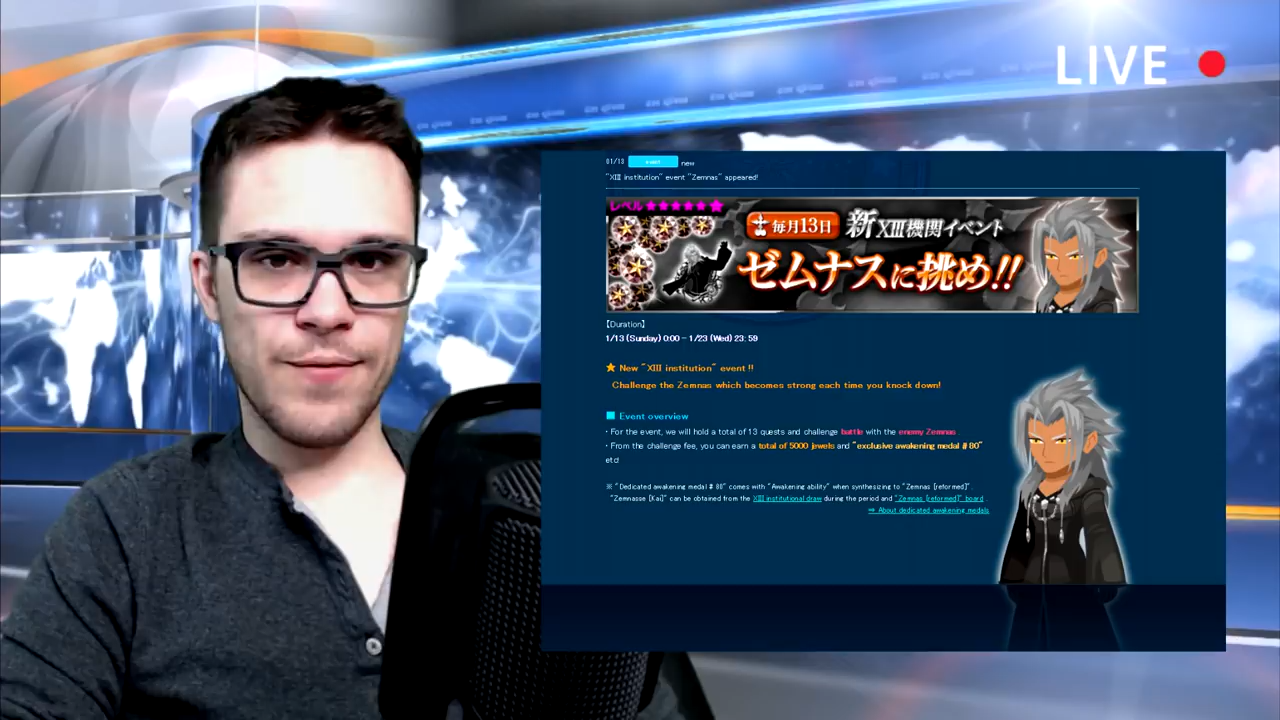 LIVE
01/13 event new
"XIII institution" event "Zemnas" appeared!
レベル★★★★★★
毎月13日 新XIII機関イベント
ゼムナスに挑め!!
【Duration】
1/13 (Sunday) 0:00 - 1/23 (Wed) 23: 59
★ New "XIII institution" event !!
Challenge the Zemnas which becomes strong each time you knock down!
■ Event overview
・For the event, we will hold a total of 13 quests and challenge battle with the enemy Zemnas .
・From the challenge fee, you can earn a total of 5000 jewels and "exclusive awakening medal # 80"
etc!
※ "Dedicated awakening medal # 80" comes with "Awakening ability" when synthesizing to "Zemnas [reformed]" .
"Zemnasse [Kai]" can be obtained from the XIII institutional draw during the period and "Zemnas [reformed]" board .
⇒ About dedicated awakening medals